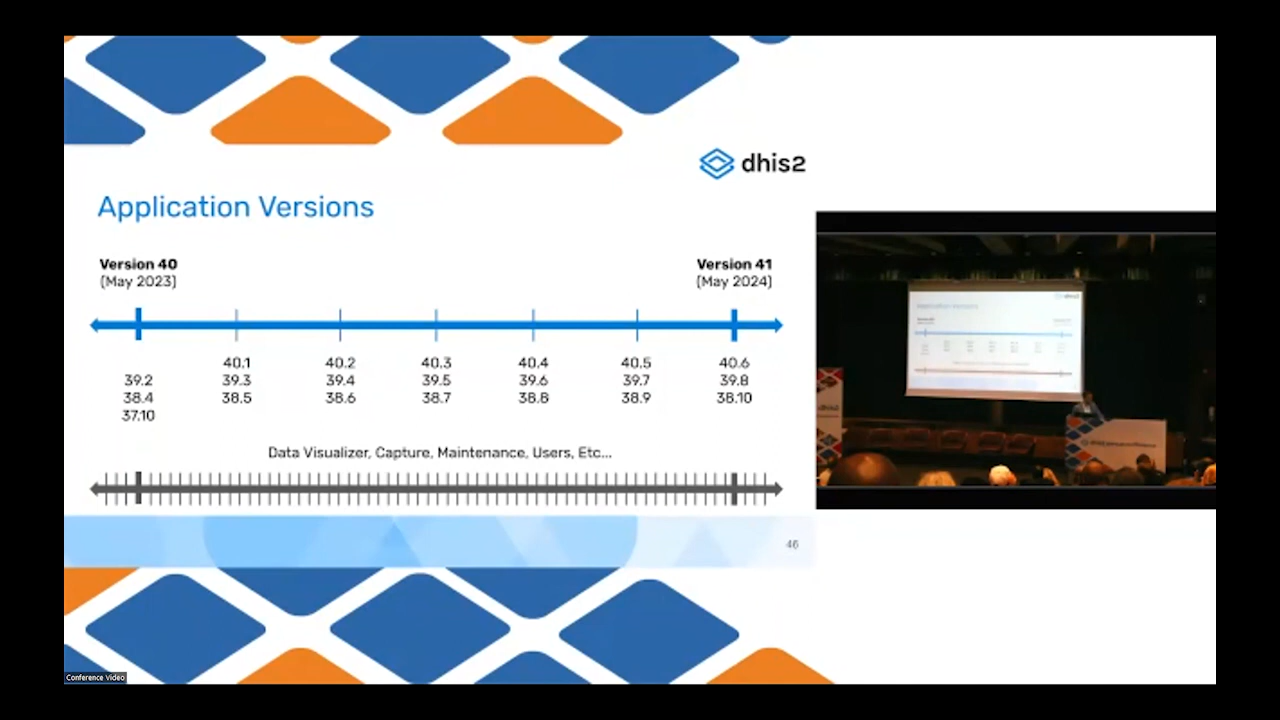 dhis2
Application Versions
Version 40
(May 2023)
Version 41
(May 2024)
40.1
40.2
40.3
40.4
40.5
40.6
39.2
39.3
39.4
39.5
39.6
39.7
39.8
38.4
38.5
38.6
38.7
38.8
38.9
38.10
37.10
Data Visualizer, Capture, Maintenance, Users, Etc...
46
Conference Video